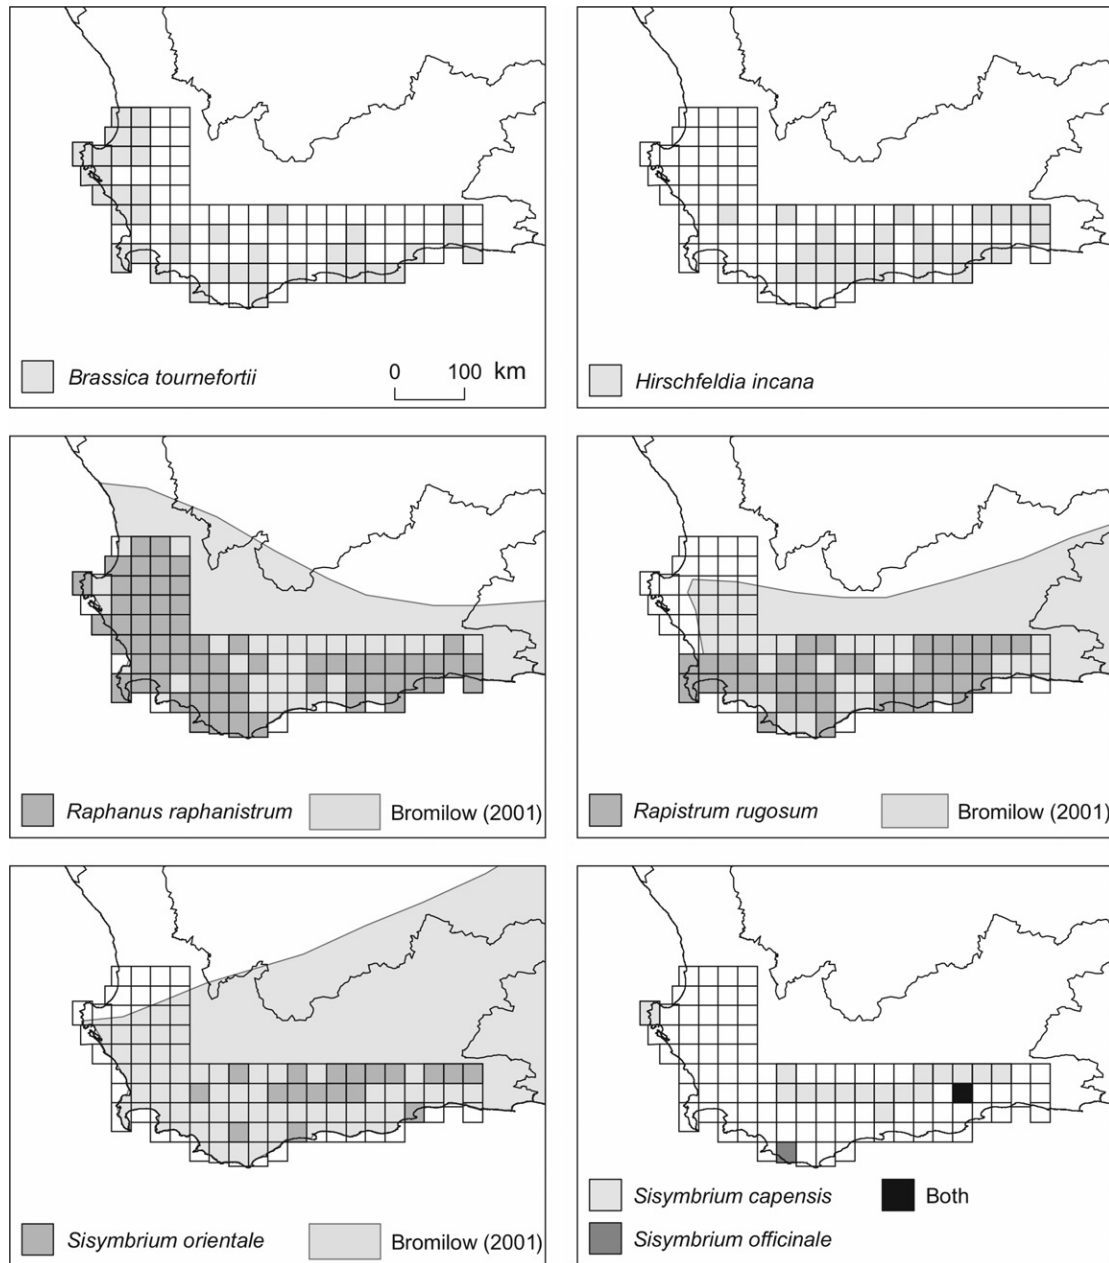 Brassica tournefortii
0 100 km
Hirschfeldia incana
Raphanus raphanistrum Bromilow (2001)
Rapistrum rugosum Bromilow (2001)
Sisymbrium orientale Bromilow (2001)
Sisymbrium capensis Both
Sisymbrium officinale